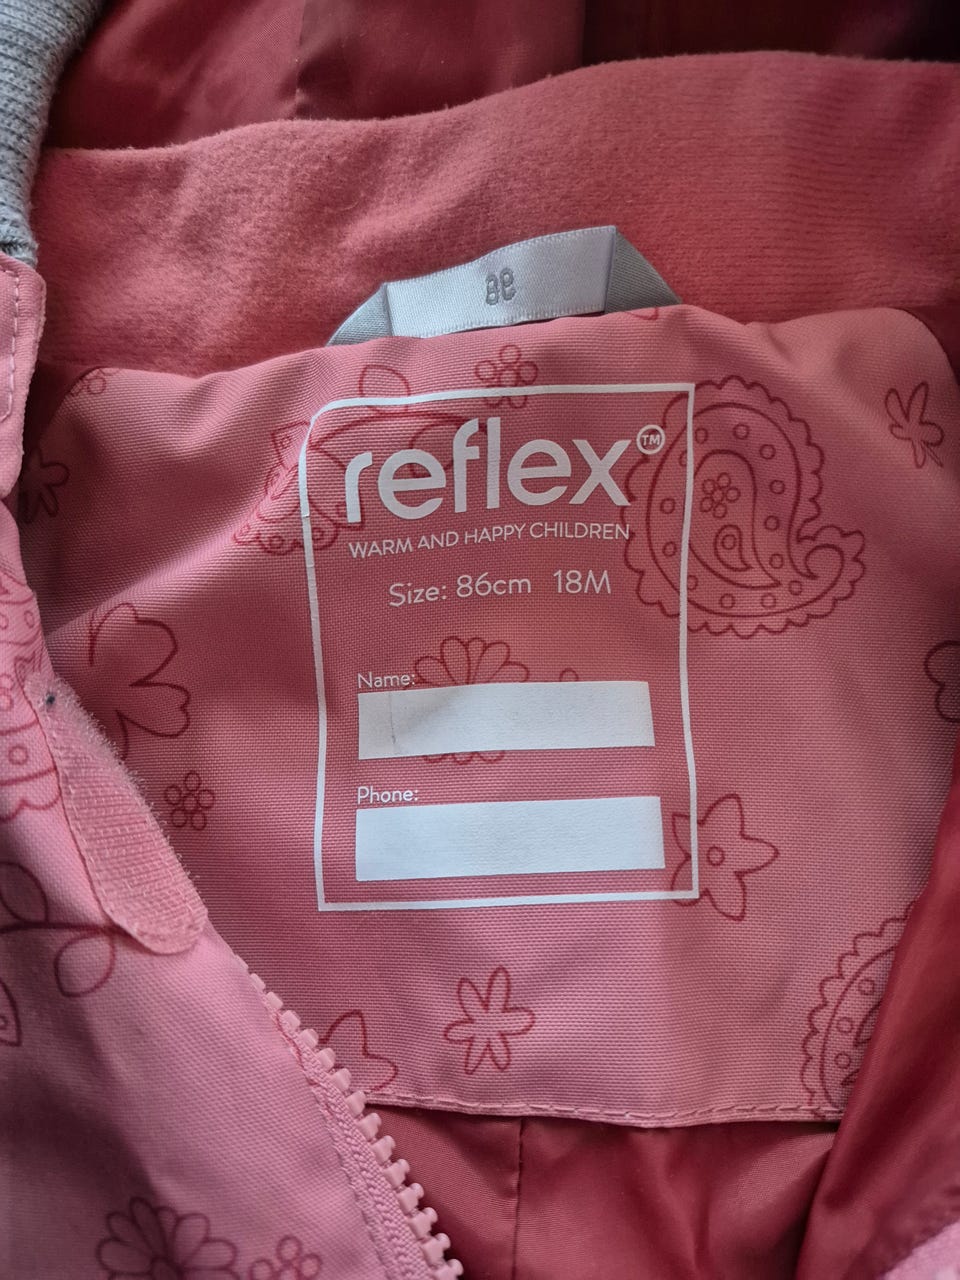 86
reflex™
WARM AND HAPPY CHILDREN
Size: 86cm 18M
Name:
Phone: